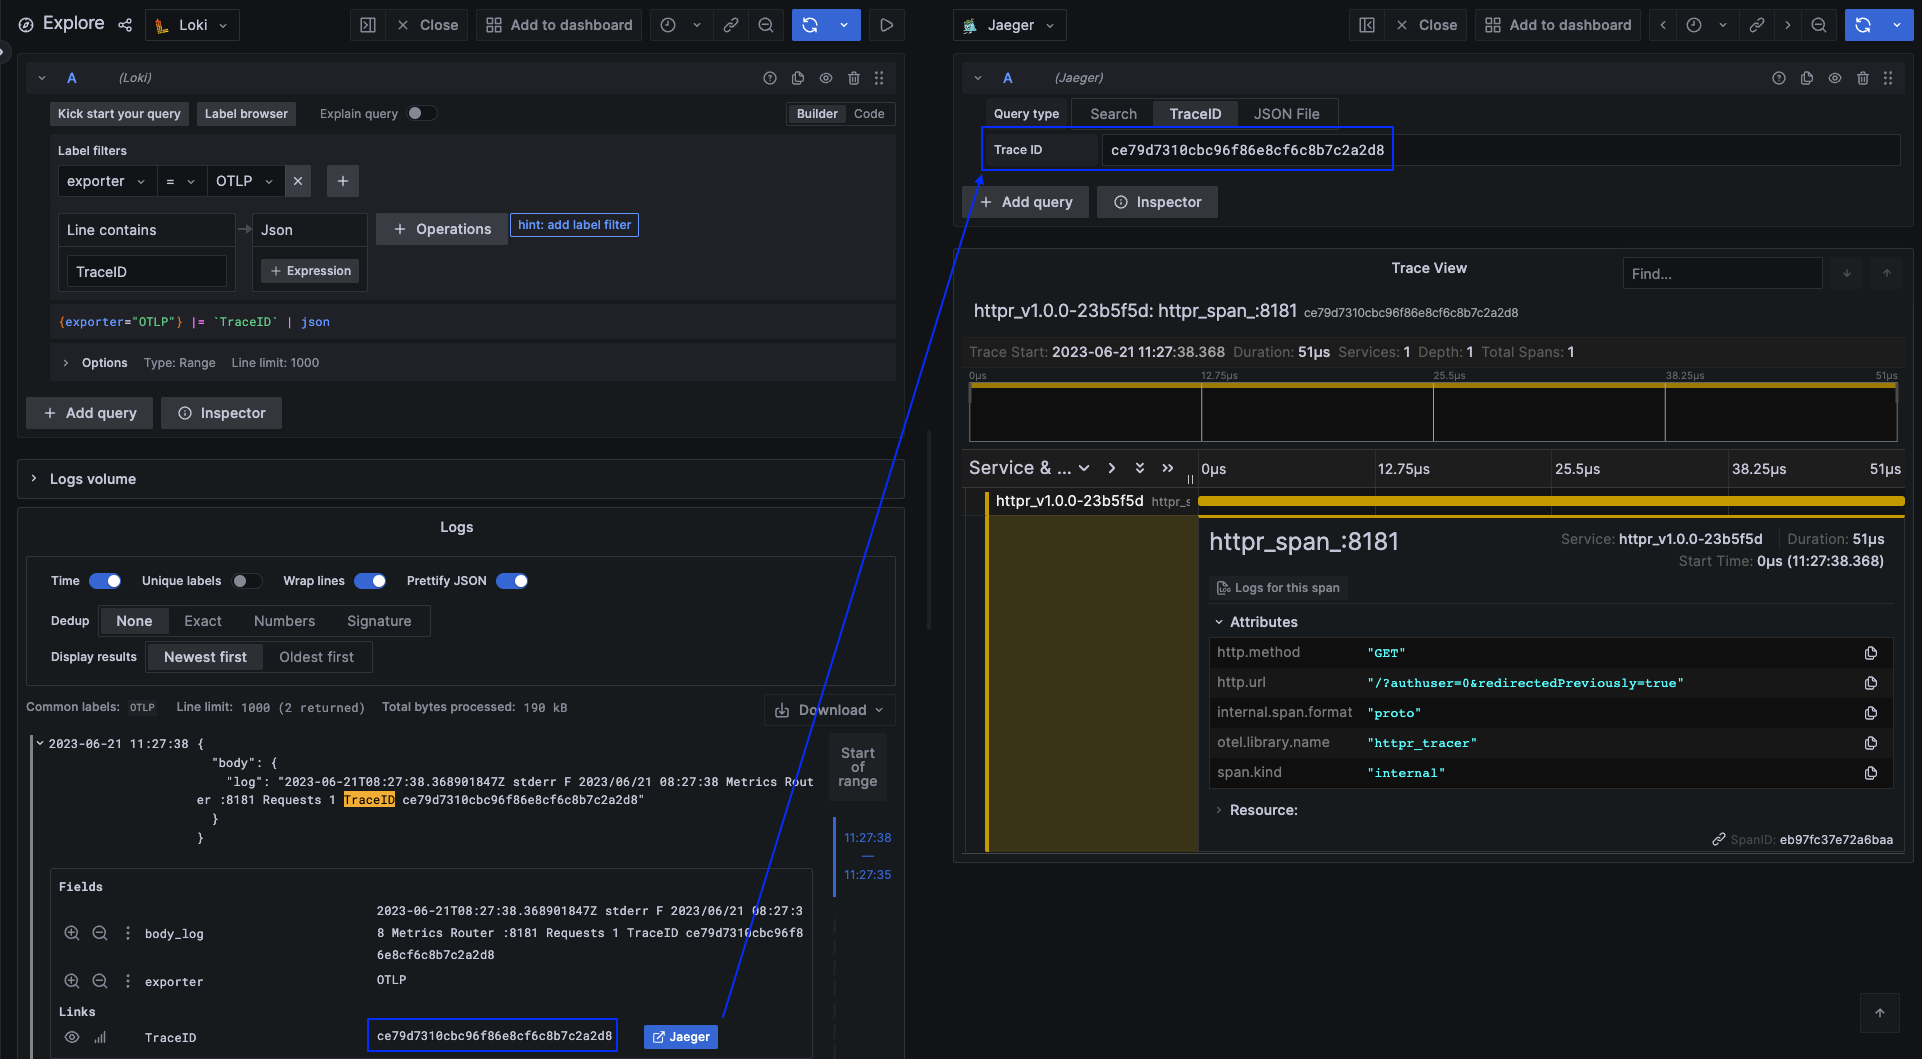 Explore
Loki
Close
Add to dashboard
A (Loki)
Kick start your query Label browser Explain query Builder Code
Label filters
exporter = OTLP
Line contains Json Operations hint: add label filter
TraceID Expression
{exporter="OTLP"} |= `TraceID` | json
Options Type: Range Line limit: 1000
Add query Inspector
Logs volume
Logs
Time Unique labels Wrap lines Prettify JSON
Dedup None Exact Numbers Signature
Display results Newest first Oldest first
Common labels: OTLP Line limit: 1000 (2 returned) Total bytes processed: 190 kB Download
2023-06-21 11:27:38 {
"body": {
"log": "2023-06-21T08:27:38.368901847Z stderr F 2023/06/21 08:27:38 Metrics Rout
er :8181 Requests 1 TraceID ce79d7310cbc96f86e8cf6c8b7c2a2d8"
}
}
Start
of
range
11:27:38
—
11:27:35
Fields
body_log
2023-06-21T08:27:38.368901847Z stderr F 2023/06/21 08:27:3
8 Metrics Router :8181 Requests 1 TraceID ce79d7310cbc96f8
6e8cf6c8b7c2a2d8
exporter OTLP
Links
TraceID ce79d7310cbc96f86e8cf6c8b7c2a2d8 Jaeger
Jaeger
Close
Add to dashboard
A (Jaeger)
Query type Search TraceID JSON File
Trace ID ce79d7310cbc96f86e8cf6c8b7c2a2d8
Add query Inspector
Trace View
Find...
httpr_v1.0.0-23b5f5d: httpr_span_:8181 ce79d7310cbc96f86e8cf6c8b7c2a2d8
Trace Start: 2023-06-21 11:27:38.368 Duration: 51μs Services: 1 Depth: 1 Total Spans: 1
0μs 12.75μs 25.5μs 38.25μs 51μs
Service & ... 0μs 12.75μs 25.5μs 38.25μs 51μs
httpr_v1.0.0-23b5f5d httpr_s
httpr_span_:8181
Service: httpr_v1.0.0-23b5f5d Duration: 51μs
Start Time: 0μs (11:27:38.368)
Logs for this span
Attributes
http.method "GET"
http.url "/?authuser=0&redirectedPreviously=true"
internal.span.format "proto"
otel.library.name "httpr_tracer"
span.kind "internal"
Resource:
SpanID: eb97fc37e72a6baa